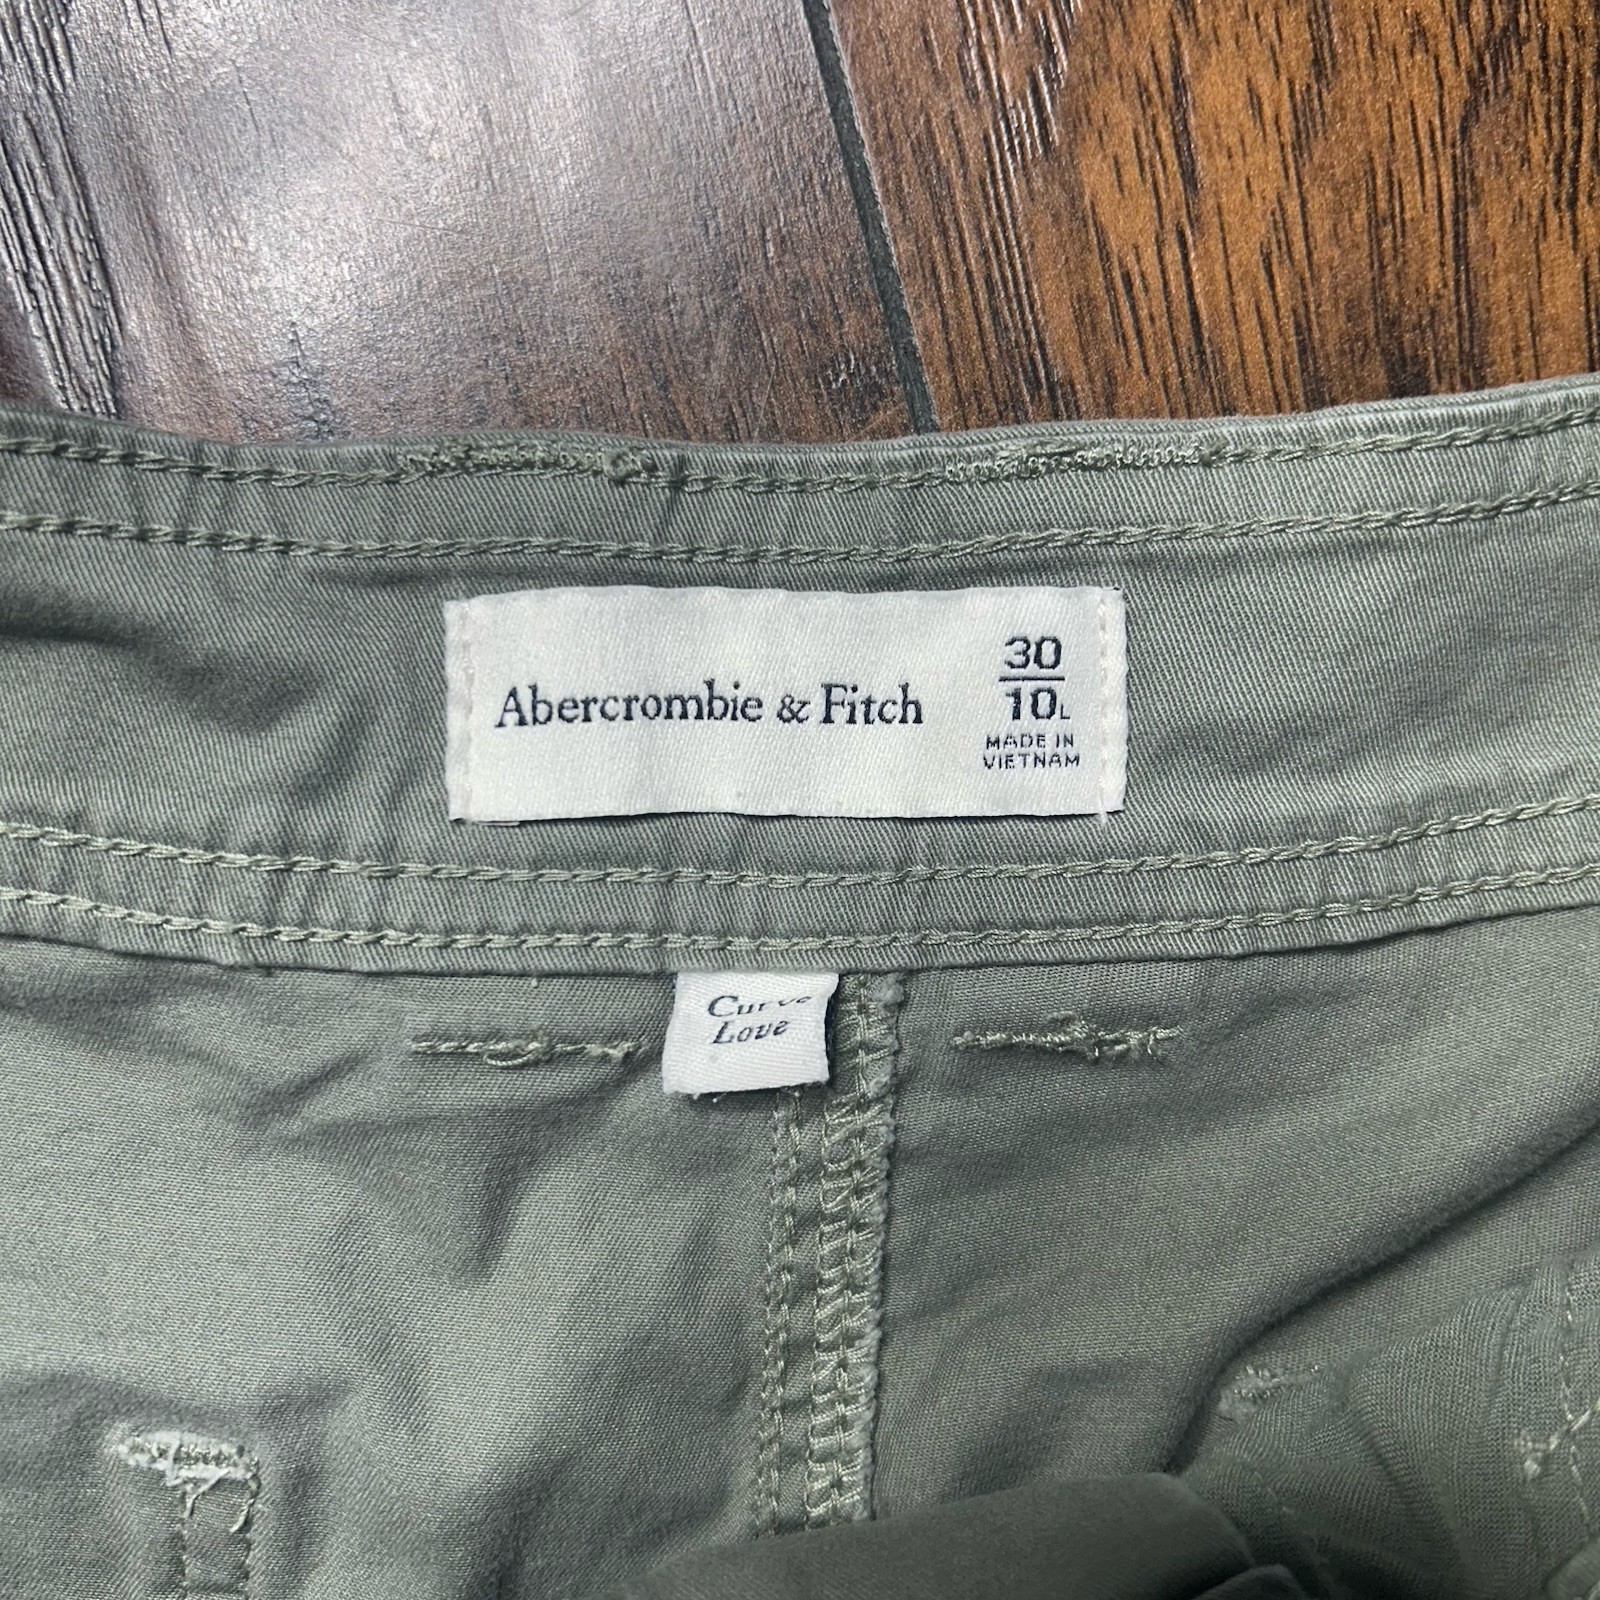 Abercrombie & Fitch
30
10L
MADE IN
VIETNAM
Curve
Love